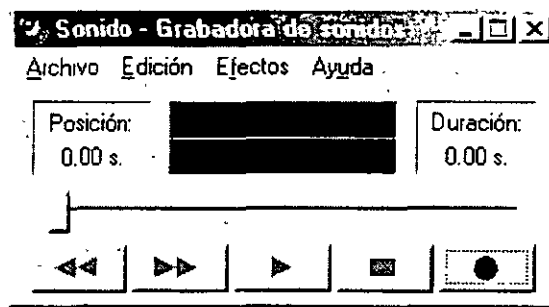 Sonido - Grabadora de sonidos
Archivo Edición Efectos Ayuda
Posición: Duración:
0.00 s. 0.00 s.